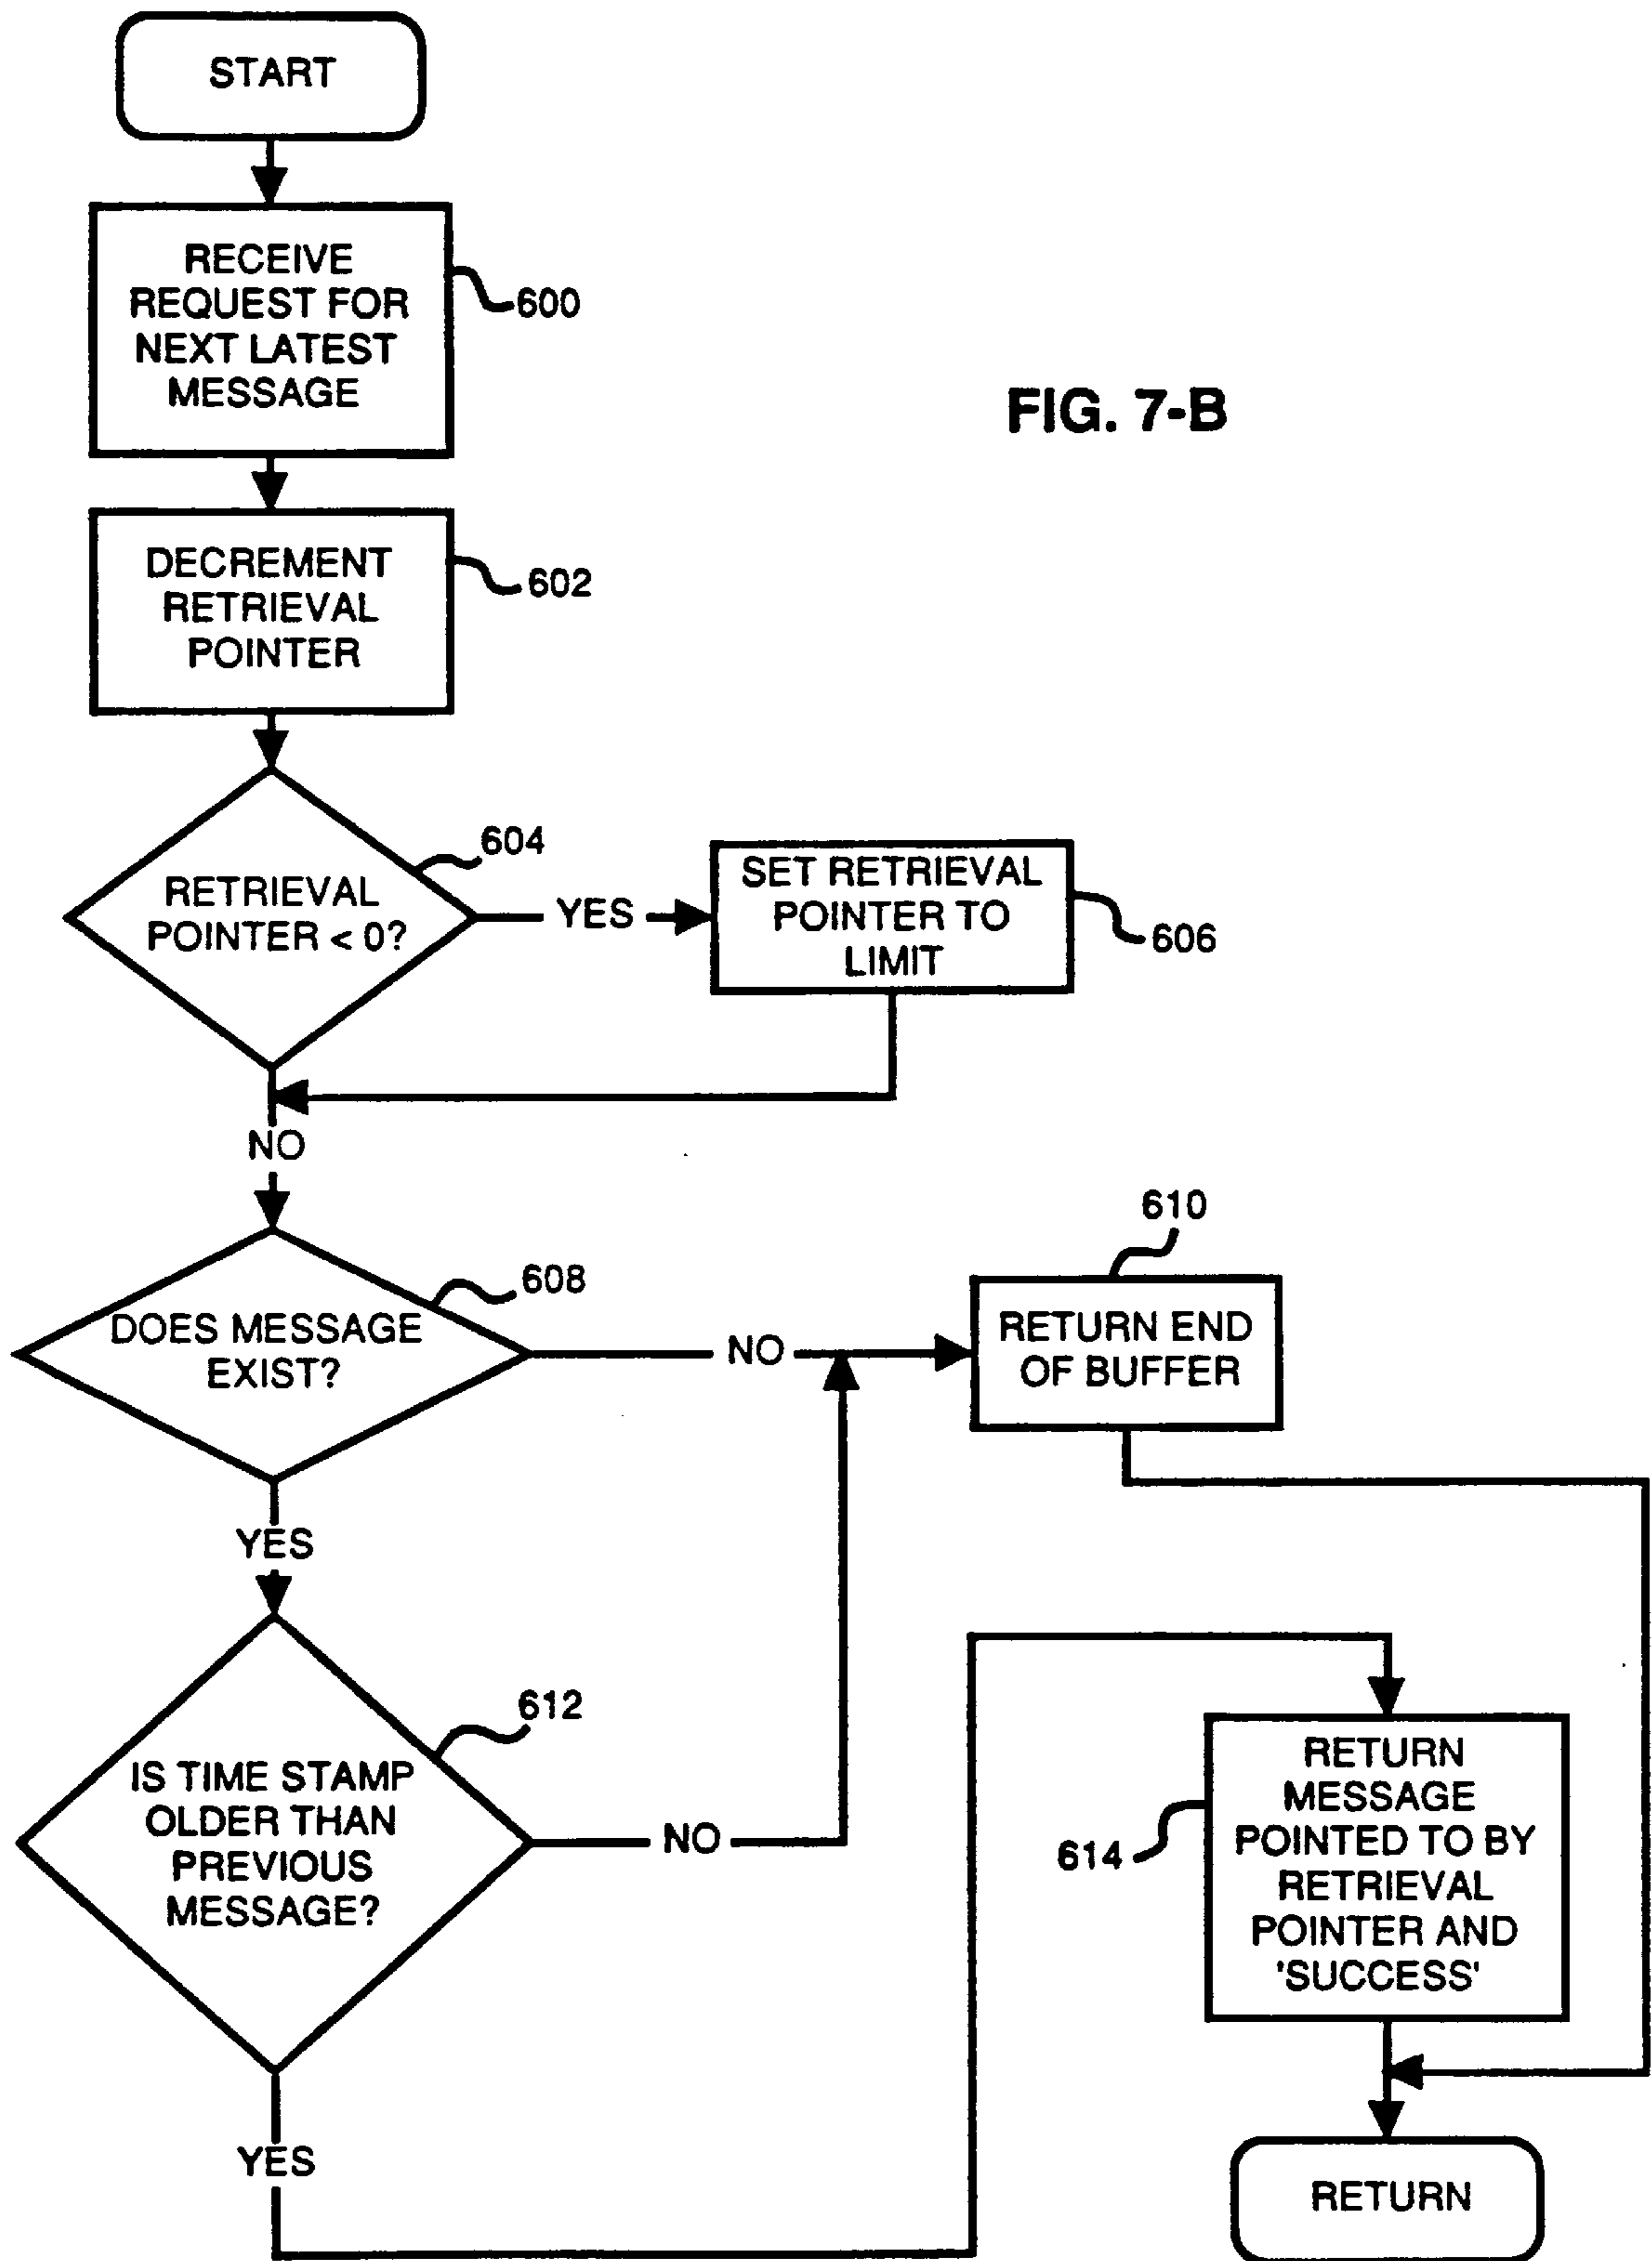 START
RECEIVE
REQUEST FOR
NEXT LATEST
MESSAGE
600
FIG. 7-B
DECREMENT
RETRIEVAL
POINTER
602
604
RETRIEVAL
POINTER < 0?
YES
SET RETRIEVAL
POINTER TO
LIMIT
606
NO
608
DOES MESSAGE
EXIST?
NO
610
RETURN END
OF BUFFER
YES
612
IS TIME STAMP
OLDER THAN
PREVIOUS
MESSAGE?
NO
614
RETURN
MESSAGE
POINTED TO BY
RETRIEVAL
POINTER AND
'SUCCESS'
YES
RETURN